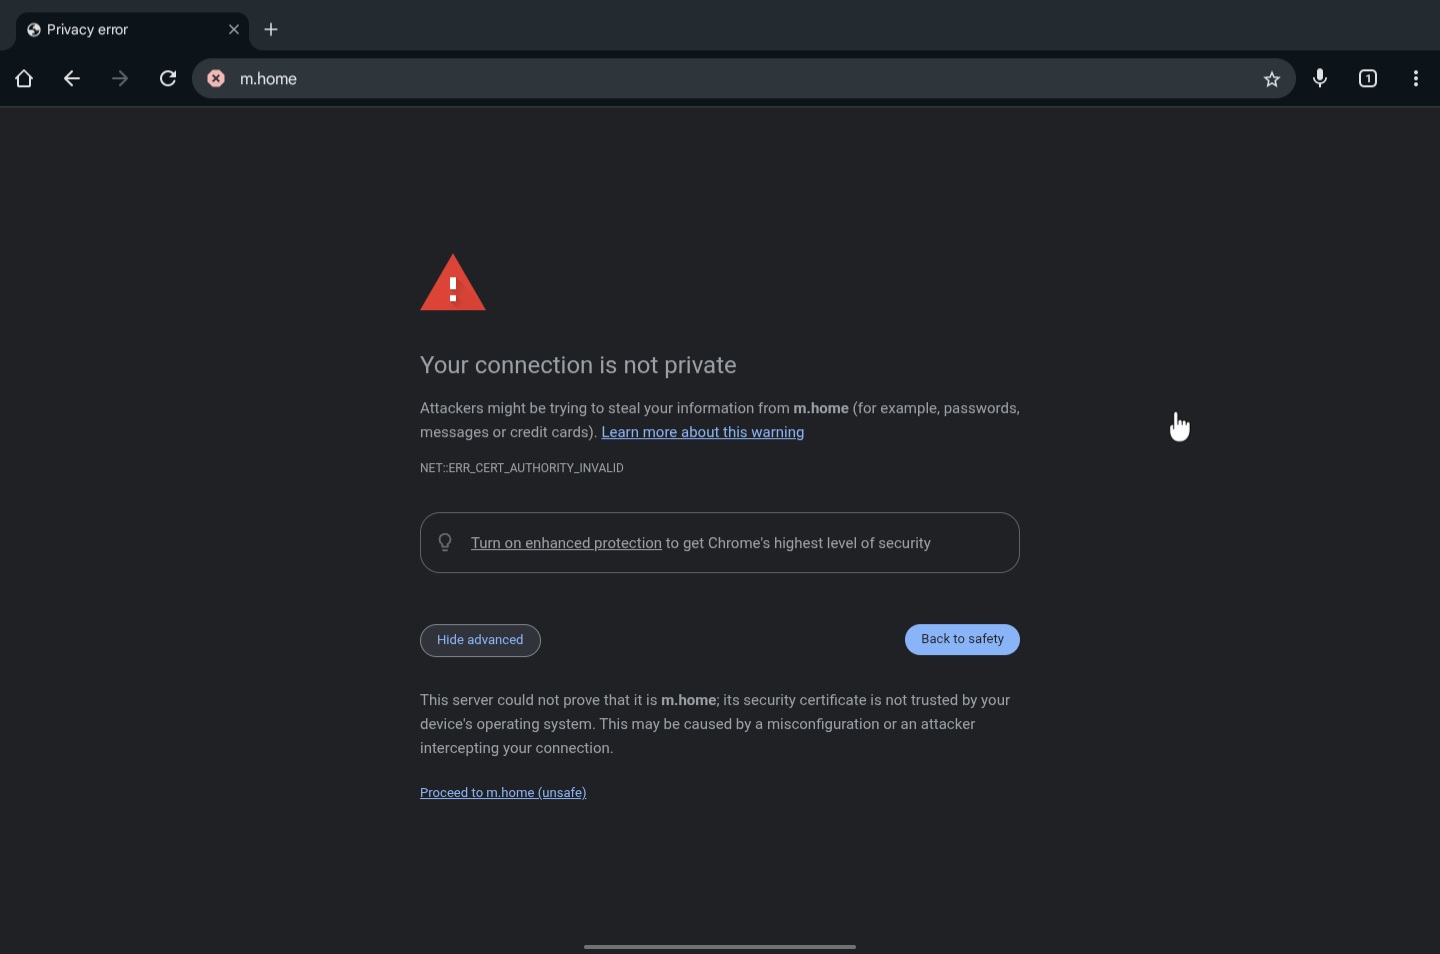 Privacy error
m.home
1
Your connection is not private
Attackers might be trying to steal your information from m.home (for example, passwords,
messages or credit cards). Learn more about this warning
NET::ERR_CERT_AUTHORITY_INVALID
Turn on enhanced protection to get Chrome's highest level of security
Hide advanced
Back to safety
This server could not prove that it is m.home; its security certificate is not trusted by your
device's operating system. This may be caused by a misconfiguration or an attacker
intercepting your connection.
Proceed to m.home (unsafe)